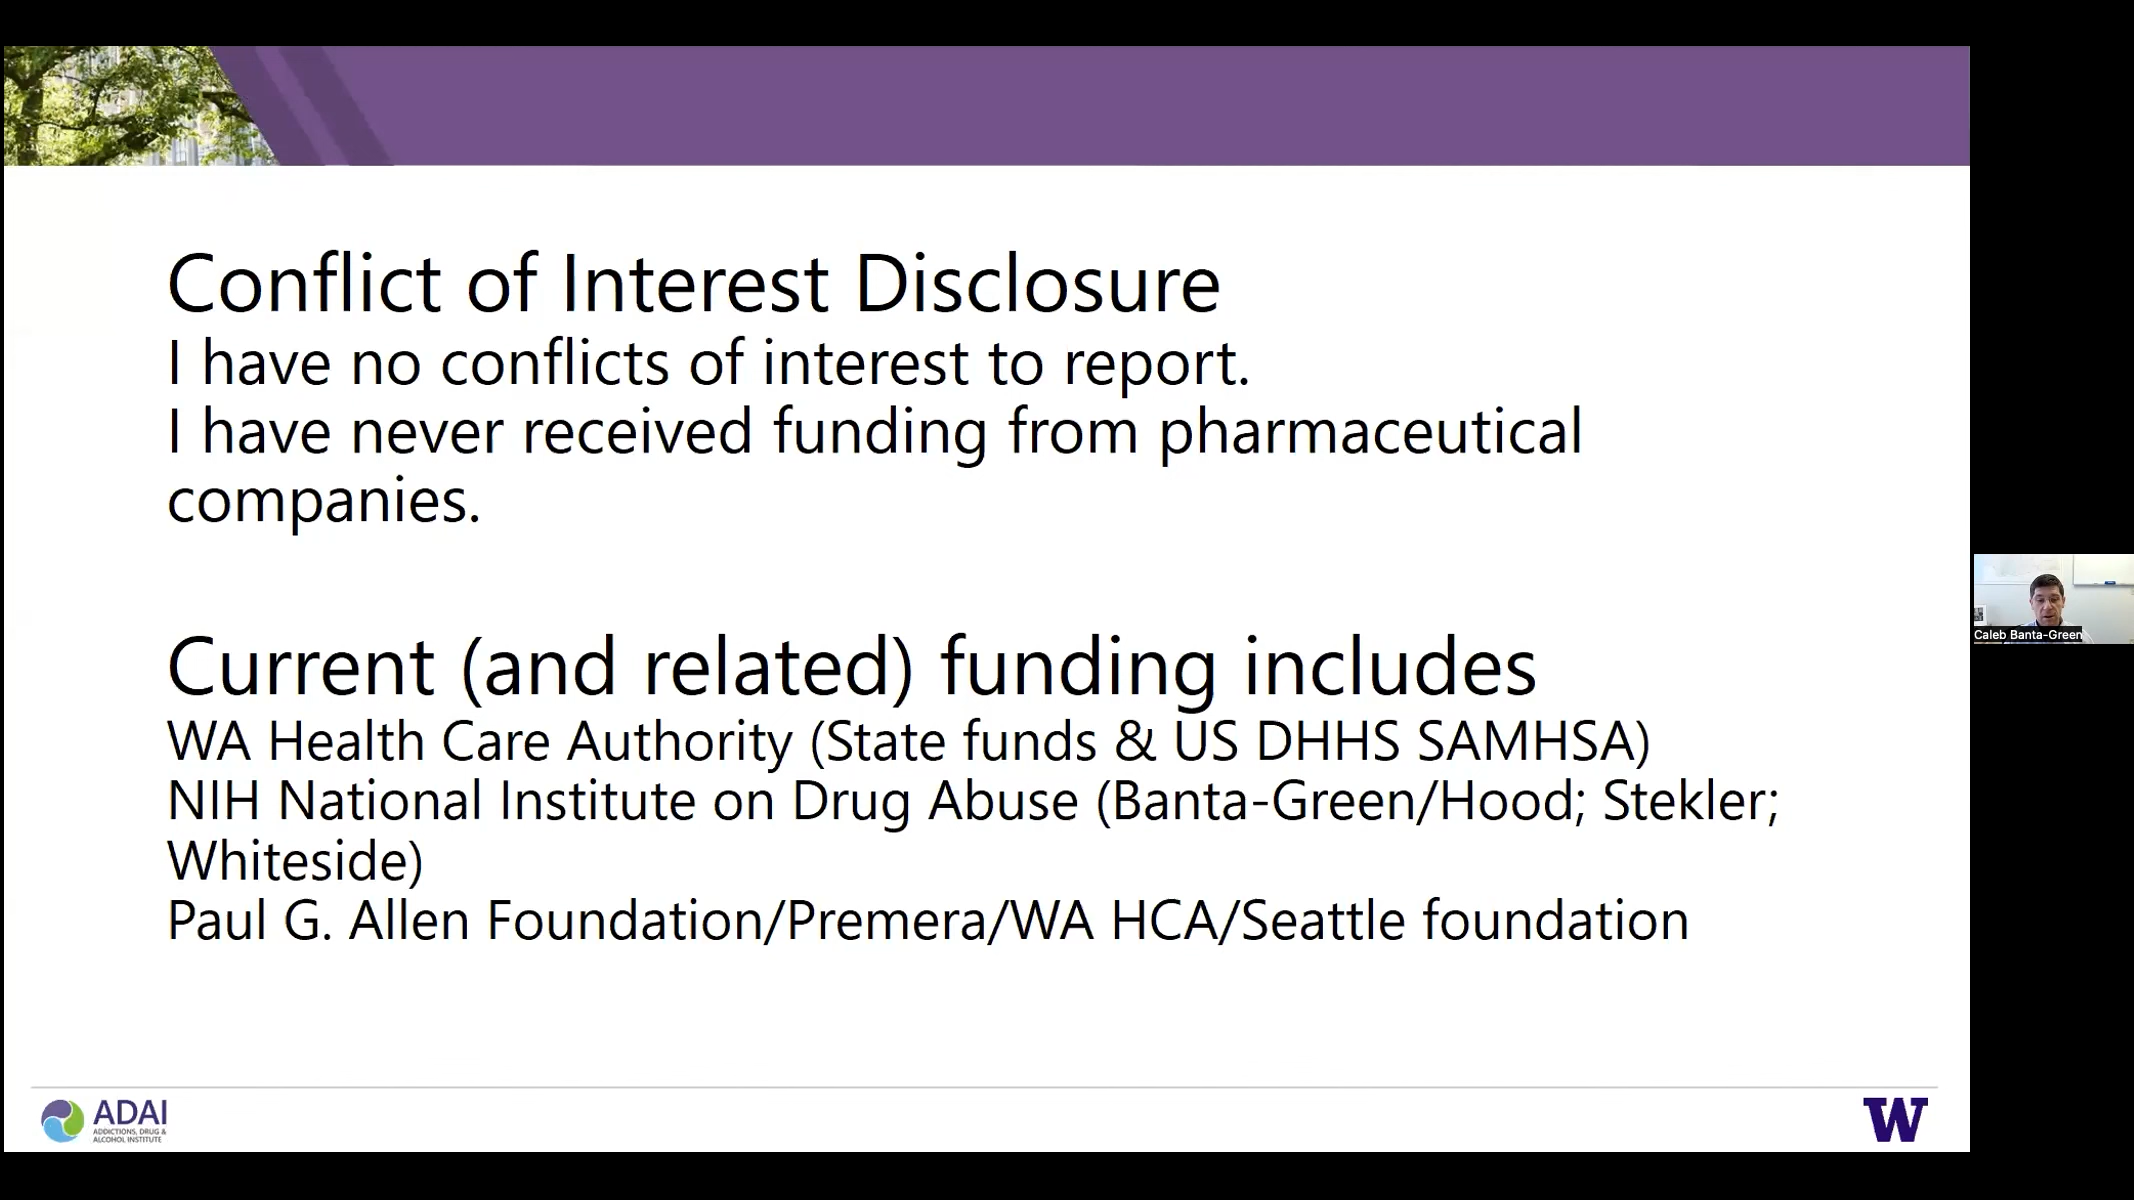 Conflict of Interest Disclosure
I have no conflicts of interest to report.
I have never received funding from pharmaceutical
companies.
Current (and related) funding includes
WA Health Care Authority (State funds & US DHHS SAMHSA)
NIH National Institute on Drug Abuse (Banta-Green/Hood; Stekler;
Whiteside)
Paul G. Allen Foundation/Premera/WA HCA/Seattle foundation
Caleb Banta-Green
ADAI
ADDICTIONS, DRUG &
ALCOHOL INSTITUTE
W